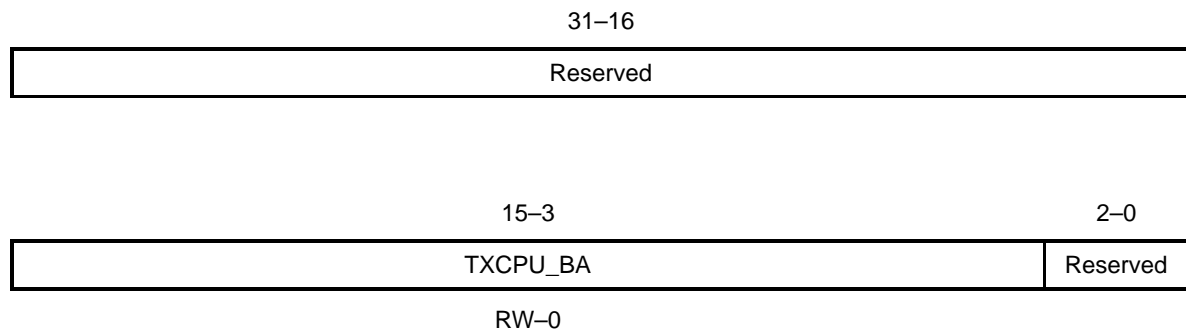 31–16
Reserved
15–3 2–0
TXCPU_BA Reserved
RW–0